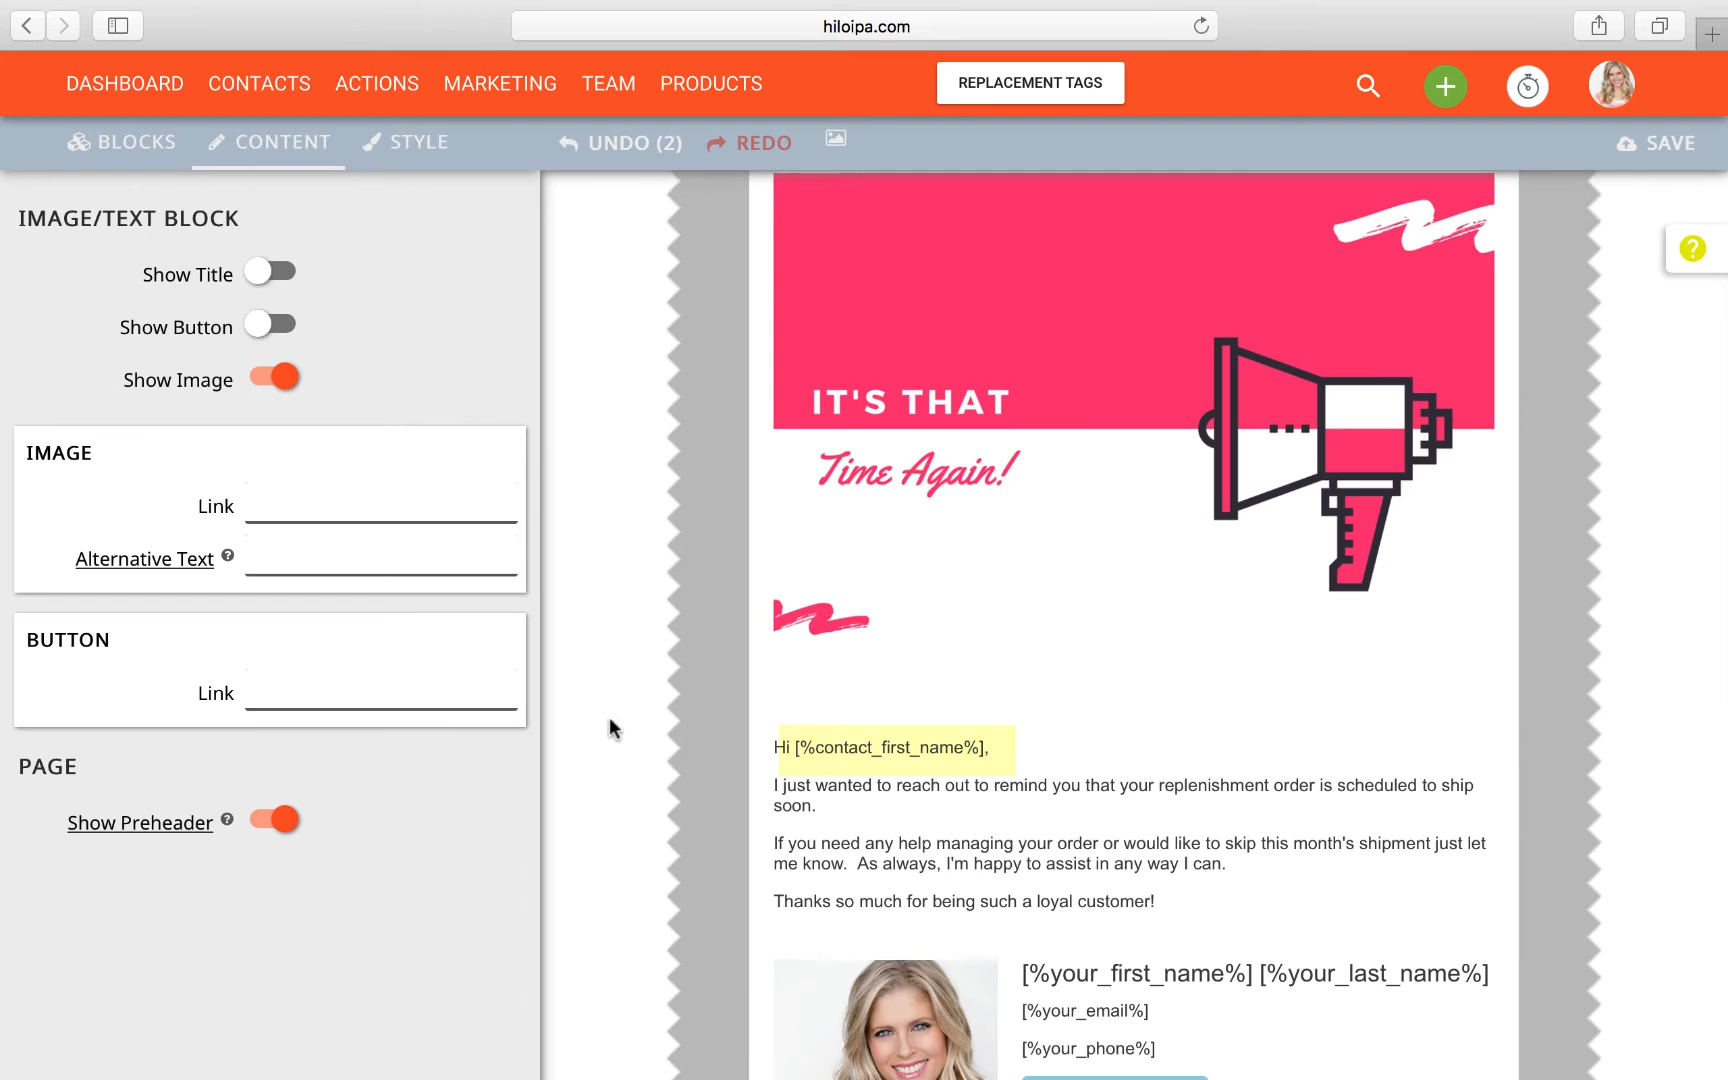 hiloipa.com
DASHBOARD CONTACTS ACTIONS MARKETING TEAM PRODUCTS REPLACEMENT TAGS
BLOCKS CONTENT STYLE UNDO (2) REDO SAVE
IMAGE/TEXT BLOCK
Show Title
Show Button
Show Image
IMAGE
Link
Alternative Text
BUTTON
Link
PAGE
Show Preheader
IT'S THAT
Time Again!
Hi [%contact_first_name%],
I just wanted to reach out to remind you that your replenishment order is scheduled to ship
soon.
If you need any help managing your order or would like to skip this month's shipment just let
me know.  As always, I'm happy to assist in any way I can.
Thanks so much for being such a loyal customer!
[%your_first_name%] [%your_last_name%]
[%your_email%]
[%your_phone%]